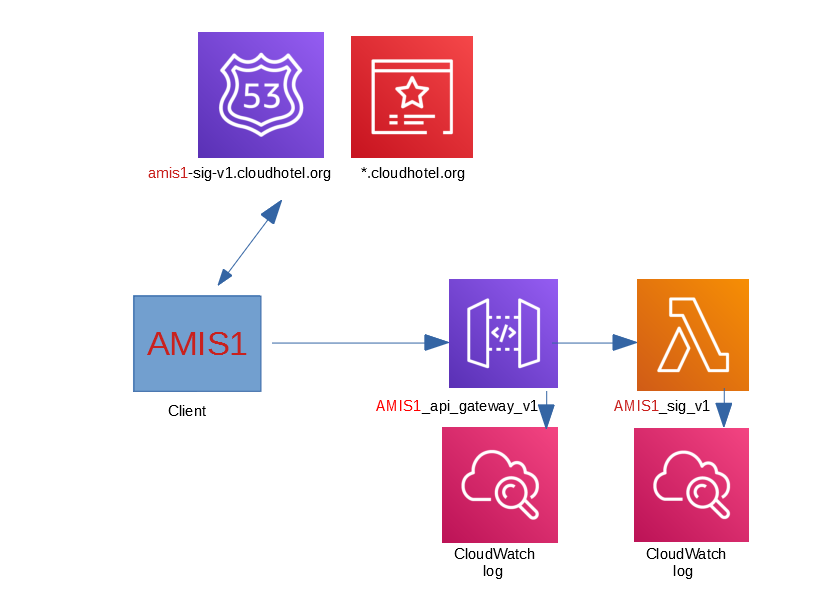 53
amis1-sig-v1.cloudhotel.org
*.cloudhotel.org
AMIS1
Client
</>
AMIS1_api_gateway_v1
AMIS1_sig_v1
CloudWatch
log
CloudWatch
log